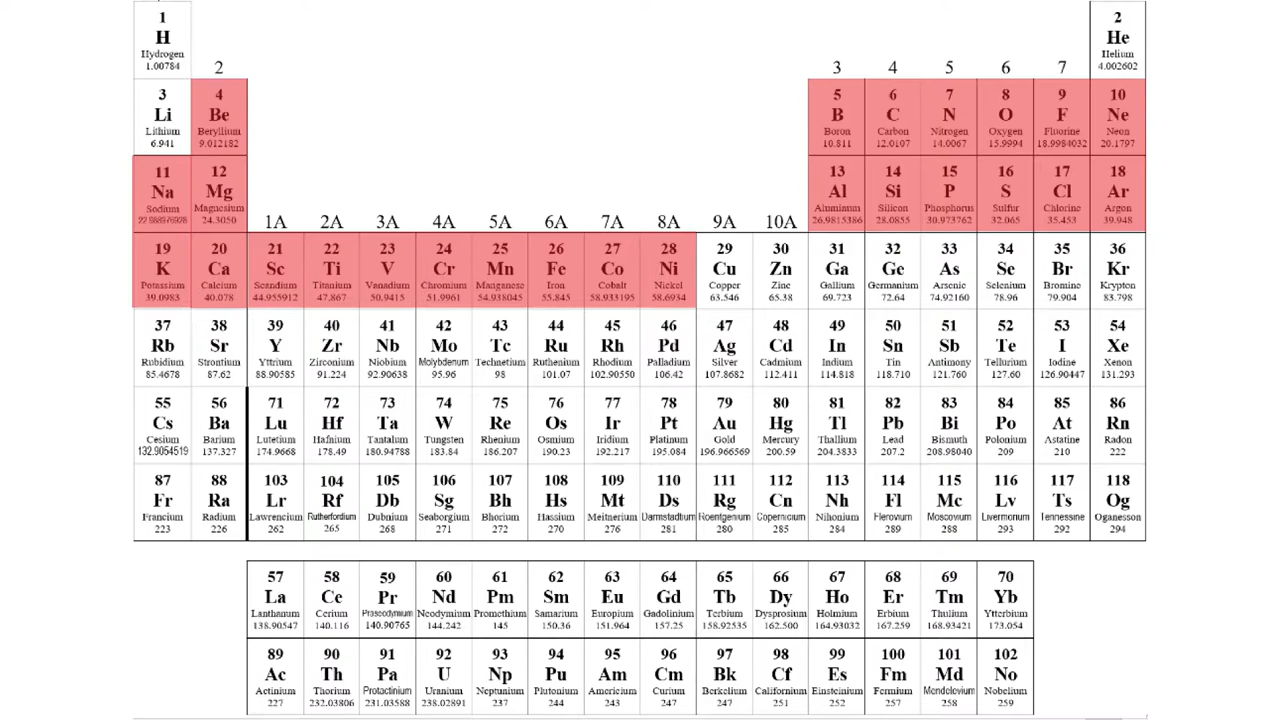 1 2
H He
Hydrogen Helium
1.00784 2 3 4 5 6 7 4.002602
3 4 5 6 7 8 9 10
Li Be B C N O F Ne
Lithium Beryllium Boron Carbon Nitrogen Oxygen Fluorine Neon
6.941 9.012182 10.811 12.0107 14.0067 15.9994 18.9984032 20.1797
11 12 13 14 15 16 17 18
Na Mg Al Si P S Cl Ar
Sodium Magnesium Aluminum Silicon Phosphorus Sulfur Chlorine Argon
24.3050 1A 2A 3A 4A 5A 6A 7A 8A 9A 10A 26.9815386 28.0855 30.973762 32.065 35.453 39.948
19 20 21 22 23 24 25 26 27 28 29 30 31 32 33 34 35 36
K Ca Sc Ti V Cr Mn Fe Co Ni Cu Zn Ga Ge As Se Br Kr
Potassium Calcium Scandium Titanium Vanadium Chromium Manganese Iron Cobalt Nickel Copper Zinc Gallium Germanium Arsenic Selenium Bromine Krypton
39.0983 40.078 44.955912 47.867 50.9415 51.9961 54.938045 55.845 58.933195 58.6934 63.546 65.38 69.723 72.64 74.92160 78.96 79.904 83.798
37 38 39 40 41 42 43 44 45 46 47 48 49 50 51 52 53 54
Rb Sr Y Zr Nb Mo Tc Ru Rh Pd Ag Cd In Sn Sb Te I Xe
Rubidium Strontium Yttrium Zirconium Niobium Molybdenum Technetium Ruthenium Rhodium Palladium Silver Cadmium Indium Tin Antimony Tellurium Iodine Xenon
85.4678 87.62 88.90585 91.224 92.90638 95.96 98 101.07 102.90550 106.42 107.8682 112.411 114.818 118.710 121.760 127.60 126.90447 131.293
55 56 71 72 73 74 75 76 77 78 79 80 81 82 83 84 85 86
Cs Ba Lu Hf Ta W Re Os Ir Pt Au Hg Tl Pb Bi Po At Rn
Cesium Barium Lutetium Hafnium Tantalum Tungsten Rhenium Osmium Iridium Platinum Gold Mercury Thallium Lead Bismuth Polonium Astatine Radon
132.9054519 137.327 174.9668 178.49 180.94788 183.84 186.207 190.23 192.217 195.084 196.966569 200.59 204.3833 207.2 208.98040 209 210 222
87 88 103 104 105 106 107 108 109 110 111 112 113 114 115 116 117 118
Fr Ra Lr Rf Db Sg Bh Hs Mt Ds Rg Cn Nh Fl Mc Lv Ts Og
Francium Radium Lawrencium Rutherfordium Dubnium Seaborgium Bhorium Hassium Meitnerium Darmstadtium Roentgenium Copernicium Nihonium Flerovium Moscovium Livermorium Tennessine Oganesson
223 226 262 265 268 271 272 270 276 281 280 285 284 289 288 293 292 294
57 58 59 60 61 62 63 64 65 66 67 68 69 70
La Ce Pr Nd Pm Sm Eu Gd Tb Dy Ho Er Tm Yb
Lanthanum Cerium Praseodymium Neodymium Promethium Samarium Europium Gadolinium Terbium Dysprosium Holmium Erbium Thulium Ytterbium
138.90547 140.116 140.90765 144.242 145 150.36 151.964 157.25 158.92535 162.500 164.93032 167.259 168.93421 173.054
89 90 91 92 93 94 95 96 97 98 99 100 101 102
Ac Th Pa U Np Pu Am Cm Bk Cf Es Fm Md No
Actinium Thorium Protactinium Uranium Neptunium Plutonium Americium Curium Berkelium Californium Einsteinium Fermium Mendelevium Nobelium
227 232.03806 231.03588 238.02891 237 244 243 247 247 251 252 257 258 259